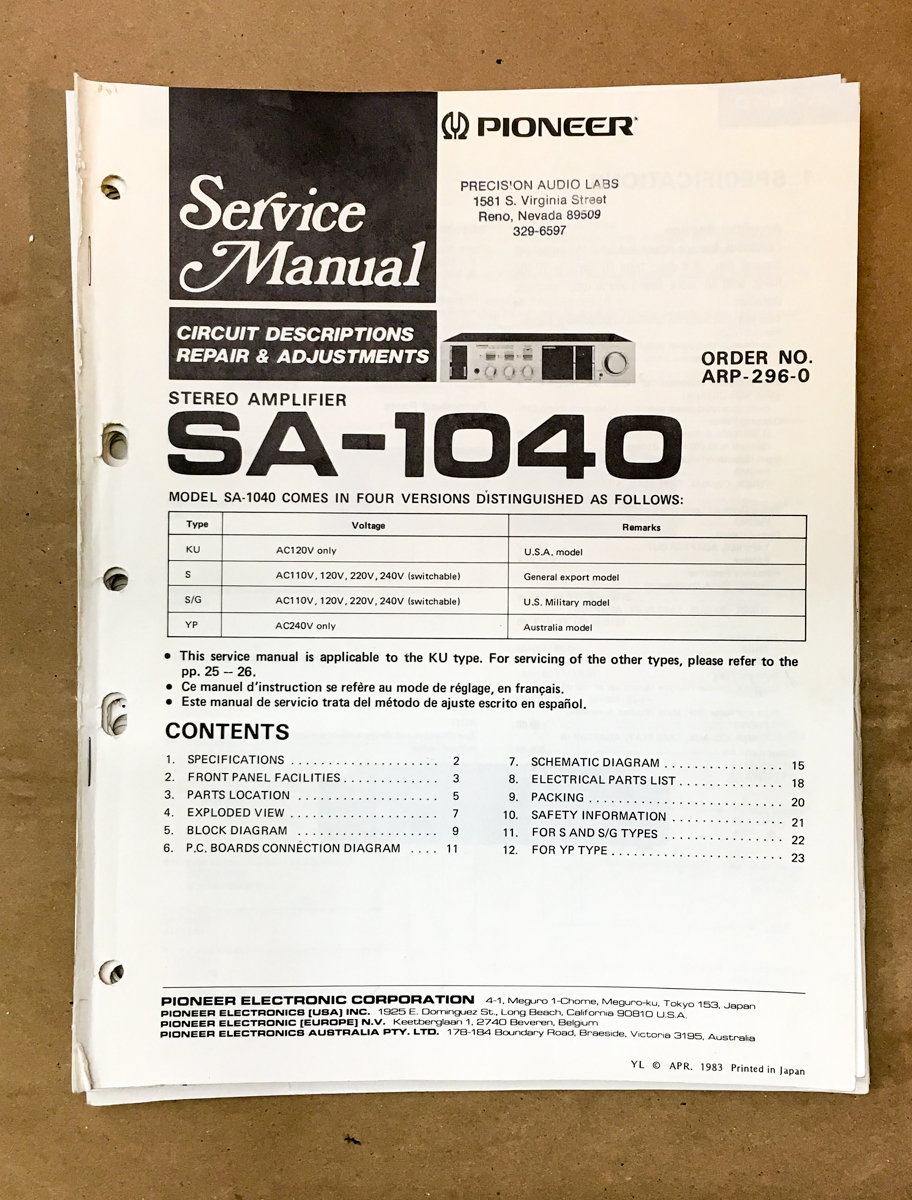 PIONEER
Service
Manual
PRECISION AUDIO LABS
1581 S. Virginia Street
Reno, Nevada 89509
329-6597
CIRCUIT DESCRIPTIONS
REPAIR & ADJUSTMENTS
ORDER NO.
ARP-296-0
STEREO AMPLIFIER
SA-1040
MODEL SA-1040 COMES IN FOUR VERSIONS DISTINGUISHED AS FOLLOWS:
Type Voltage Remarks
KU AC120V only U.S.A. model
S AC110V, 120V, 220V, 240V (switchable) General export model
S/G AC110V, 120V, 220V, 240V (switchable) U.S. Military model
YP AC240V only Australia model
• This service manual is applicable to the KU type. For servicing of the other types, please refer to the
pp. 25 – 26.
• Ce manuel d'instruction se refère au mode de réglage, en français.
• Este manual de servicio trata del método de ajuste escrito en español.
CONTENTS
1. SPECIFICATIONS .................... 2
2. FRONT PANEL FACILITIES ............. 3
3. PARTS LOCATION ................... 5
4. EXPLODED VIEW .................... 7
5. BLOCK DIAGRAM ................... 9
6. P.C. BOARDS CONNECTION DIAGRAM .... 11
7. SCHEMATIC DIAGRAM ............... 15
8. ELECTRICAL PARTS LIST ............. 18
9. PACKING ......................... 20
10. SAFETY INFORMATION .............. 21
11. FOR S AND S/G TYPES ............... 22
12. FOR YP TYPE ...................... 23
PIONEER ELECTRONIC CORPORATION 4-1, Meguro 1-Chome, Meguro-ku, Tokyo 153, Japan
PIONEER ELECTRONICS [USA] INC. 1925 E. Dominguez St., Long Beach, California 90810 U.S.A.
PIONEER ELECTRONIC [EUROPE] N.V. Keetberglaan 1, 2740 Beveren, Belgium
PIONEER ELECTRONICS AUSTRALIA PTY. LTD. 178-184 Boundary Road, Braeside, Victoria 3195, Australia
YL © APR. 1983 Printed in Japan